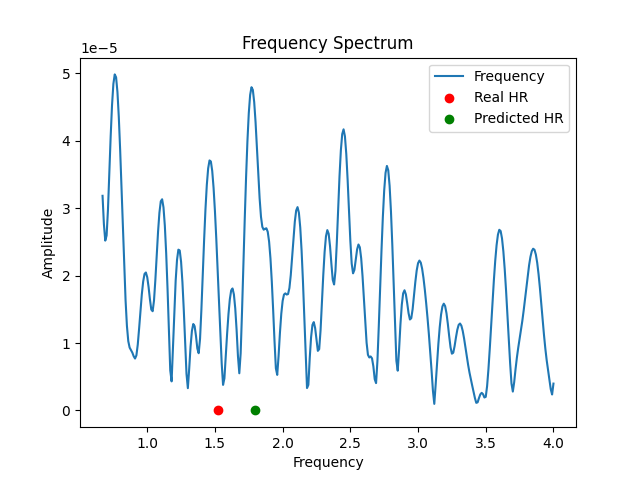 Frequency Spectrum
1e−5
Frequency
Real HR
Predicted HR
5
4
3
2
1
0
Amplitude
1.0 1.5 2.0 2.5 3.0 3.5 4.0
Frequency